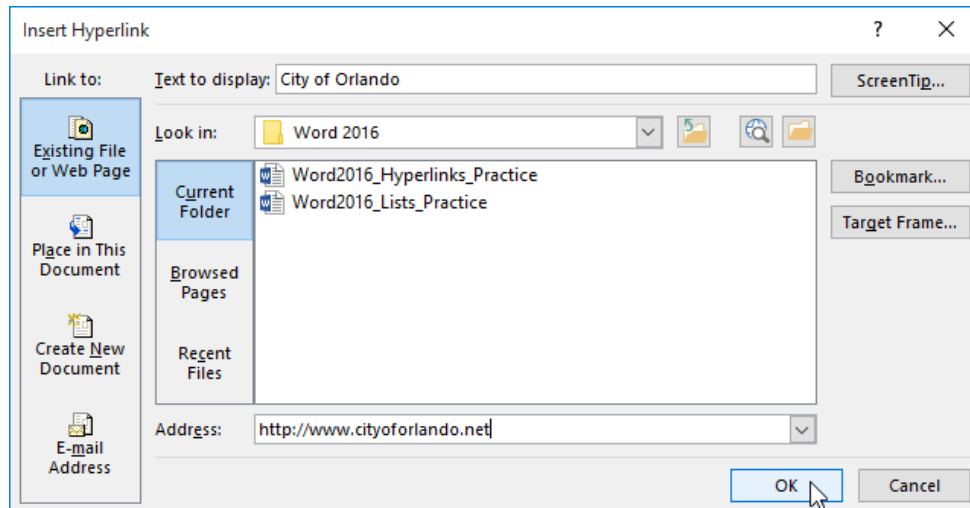 Insert Hyperlink
?
Link to:
Text to display:
City of Orlando
ScreenTip...
Existing File
or Web Page
Place in This
Document
Create New
Document
E-mail
Address
Look in:
Word 2016
Current
Folder
Browsed
Pages
Recent
Files
Word2016_Hyperlinks_Practice
Word2016_Lists_Practice
Bookmark...
Target Frame...
Address:
http://www.cityoforlando.net
OK
Cancel